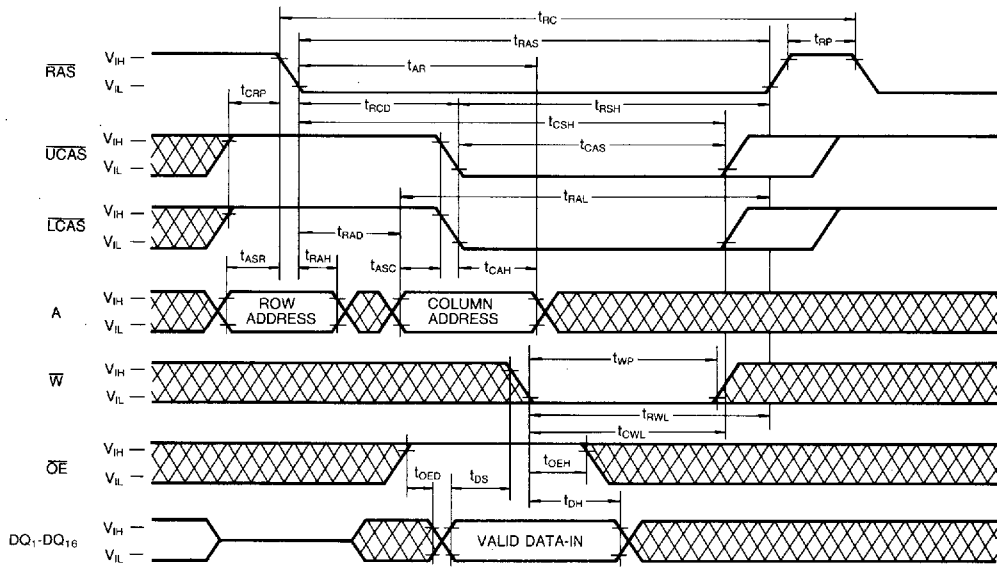 tRC
tRAS
tRP
RAS
VIH
VIL
tAR
tCRP
tRCD
tRSH
tCSH
UCAS
VIH
VIL
tCAS
tRAL
LCAS
VIH
VIL
tRAD
tASR
tRAH
tASC
tCAH
A
VIH
VIL
ROW
ADDRESS
COLUMN
ADDRESS
W
VIH
VIL
tWP
tRWL
tCWL
OE
VIH
VIL
tOEH
tOED
tDS
tDH
DQ1-DQ16
VIH
VIL
VALID DATA-IN